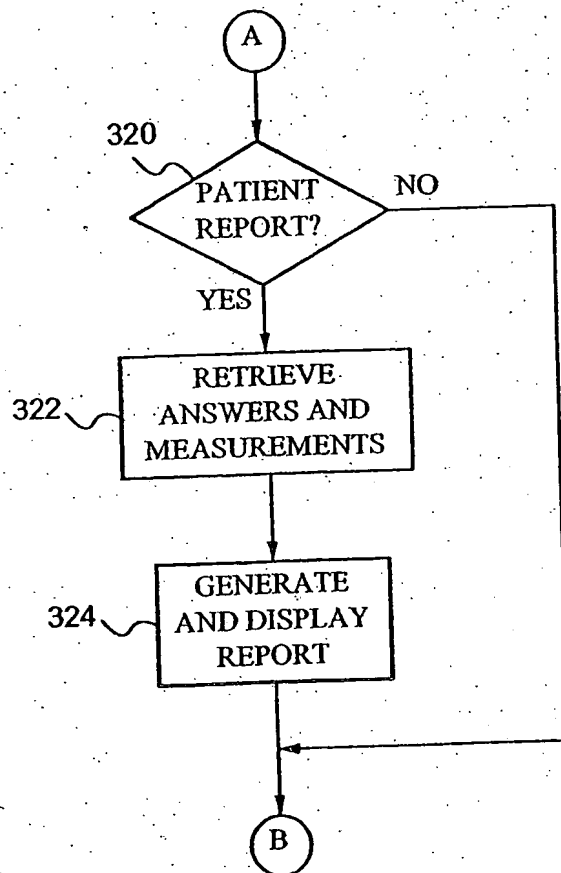 A
320
PATIENT
REPORT?
NO
YES
322
RETRIEVE
ANSWERS AND
MEASUREMENTS
324
GENERATE
AND DISPLAY
REPORT
B